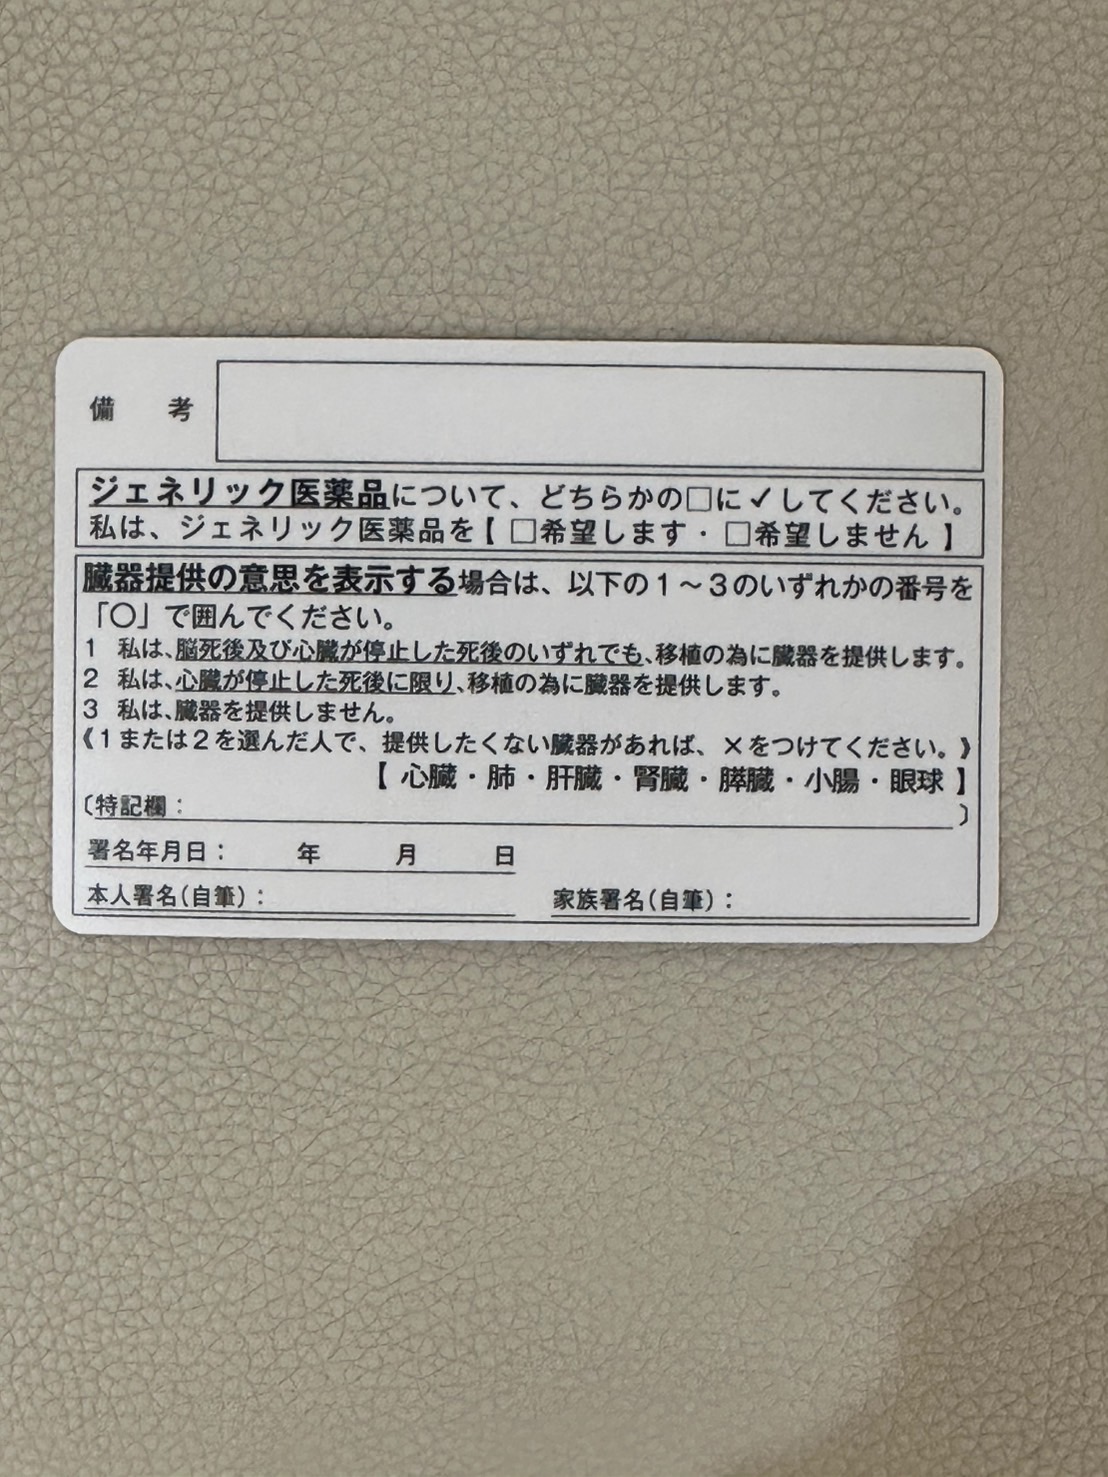 備 考
ジェネリック医薬品について、どちらかの□に✓してください。
私は、ジェネリック医薬品を【 □希望します・ □希望しません 】
臓器提供の意思を表示する場合は、以下の1～3のいずれかの番号を
「〇」で囲んでください。
1 私は、脳死後及び心臓が停止した死後のいずれでも、移植の為に臓器を提供します。
2 私は、心臓が停止した死後に限り、移植の為に臓器を提供します。
3 私は、臓器を提供しません。
《1または2を選んだ人で、提供したくない臓器があれば、×をつけてください。》
【 心臓・肺・肝臓・腎臓・膵臓・小腸・眼球 】
〔特記欄： 〕
署名年月日： 年 月 日
本人署名（自筆）： 家族署名（自筆）：